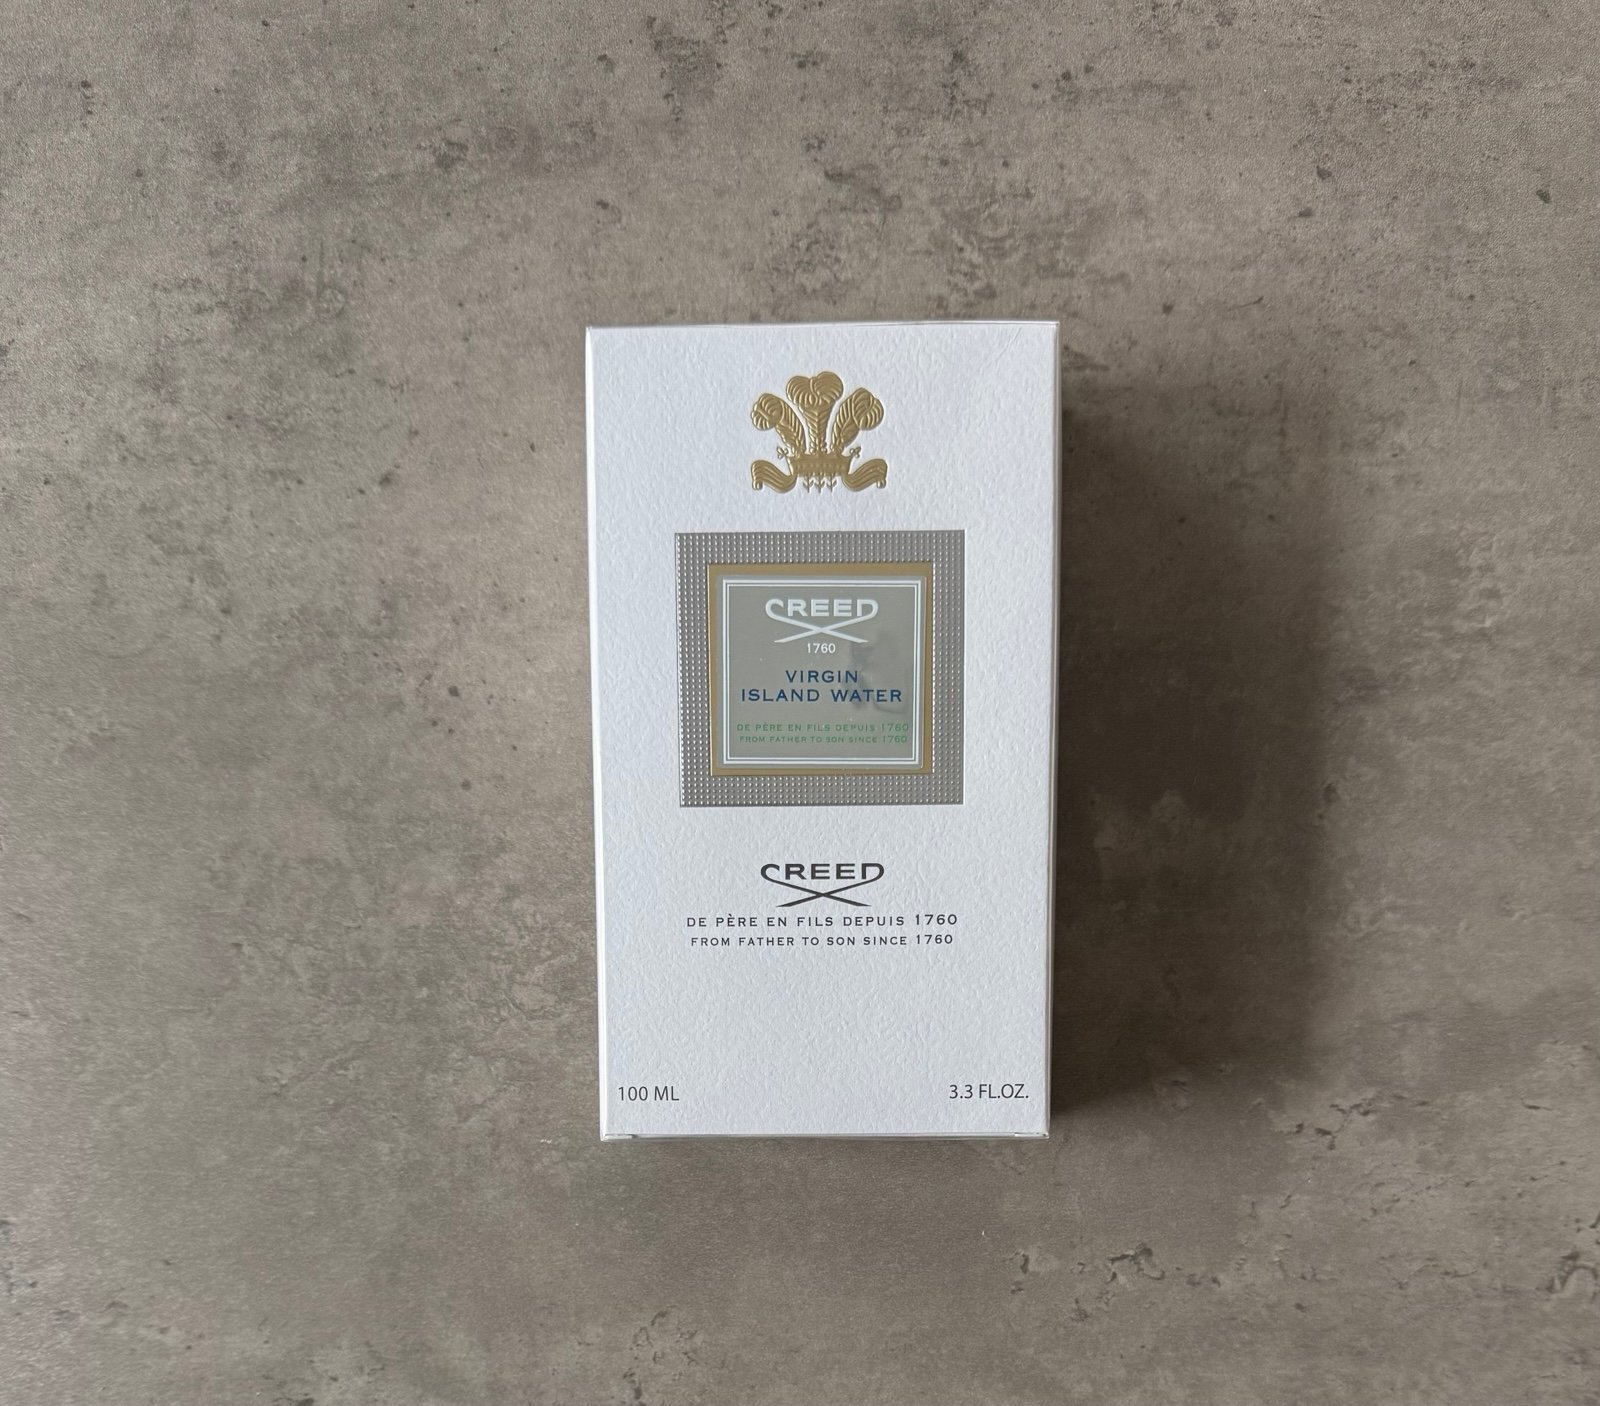 CREED
1760
VIRGIN
ISLAND WATER
DE PÈRE EN FILS DEPUIS 1760
FROM FATHER TO SON SINCE 1760
CREED
DE PÈRE EN FILS DEPUIS 1760
FROM FATHER TO SON SINCE 1760
100 ML 3.3 FL.OZ.